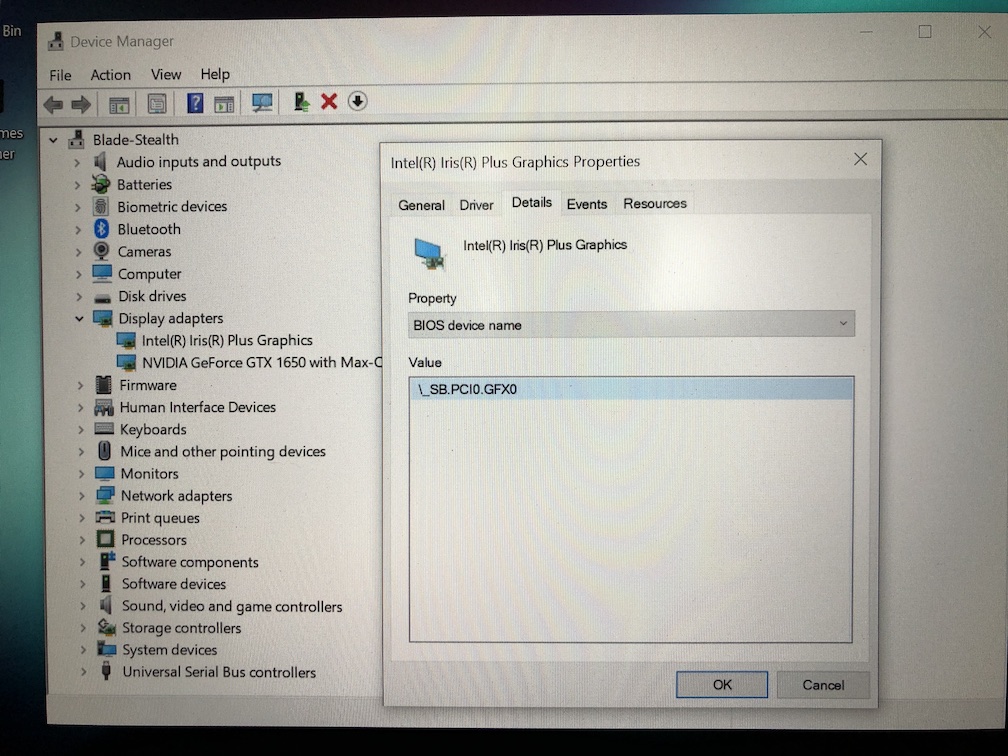 Bin
Device Manager
File Action View Help
Blade-Stealth
Audio inputs and outputs
Batteries
Biometric devices
Bluetooth
Cameras
Computer
Disk drives
Display adapters
Intel(R) Iris(R) Plus Graphics
NVIDIA GeForce GTX 1650 with Max-
Firmware
Human Interface Devices
Keyboards
Mice and other pointing devices
Monitors
Network adapters
Print queues
Processors
Software components
Software devices
Sound, video and game controllers
Storage controllers
System devices
Universal Serial Bus controllers
Intel(R) Iris(R) Plus Graphics Properties
General Driver Details Events Resources
Intel(R) Iris(R) Plus Graphics
Property
BIOS device name
Value
\_SB.PCI0.GFX0
OK Cancel